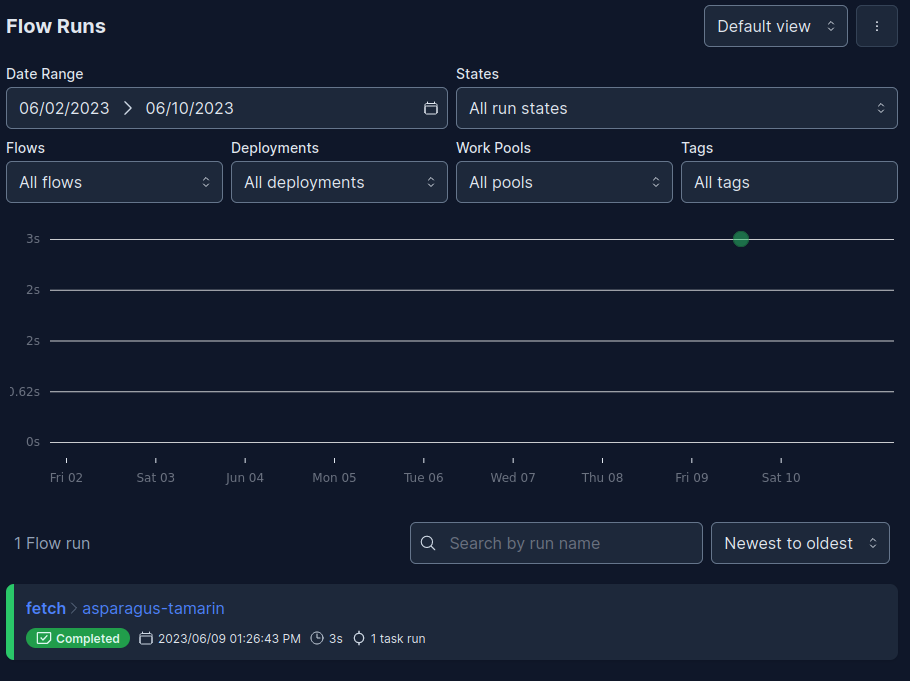 Flow Runs
Default view
Date Range
States
06/02/2023 06/10/2023
All run states
Flows
Deployments
Work Pools
Tags
All flows
All deployments
All pools
All tags
3s
2s
2s
0.62s
0s
Fri 02 Sat 03 Jun 04 Mon 05 Tue 06 Wed 07 Thu 08 Fri 09 Sat 10
1 Flow run
Search by run name
Newest to oldest
fetch asparagus-tamarin
Completed 2023/06/09 01:26:43 PM 3s 1 task run